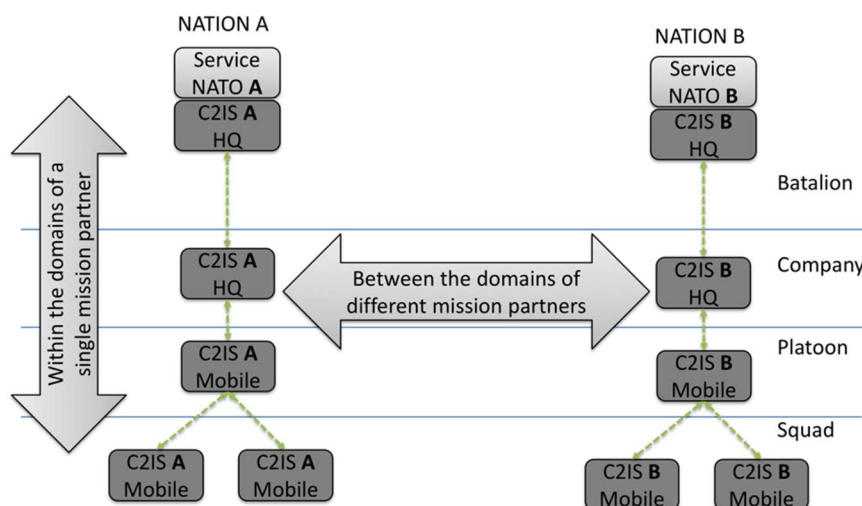 NATION A
NATION B
Service
NATO A
Service
NATO B
C2IS A
HQ
C2IS B
HQ
Batalion
Within the domains of a
single mission partner
C2IS A
HQ
Between the domains of
different mission partners
C2IS B
HQ
Company
C2IS A
Mobile
C2IS B
Mobile
Platoon
Squad
C2IS A
Mobile
C2IS A
Mobile
C2IS B
Mobile
C2IS B
Mobile